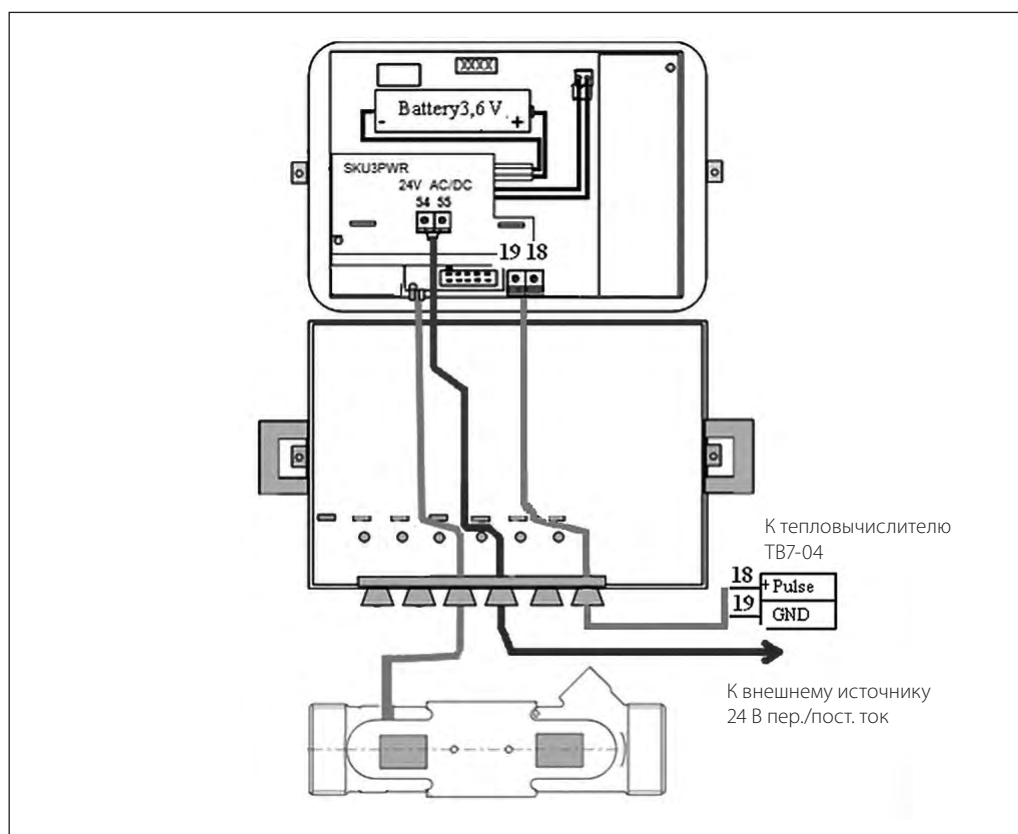 XXXX
Battery3,6 V
- +
SKU3PWR
24V AC/DC
54 55
19 18
К тепловычислителю
ТВ7-04
18 + Pulse
19 GND
К внешнему источнику
24 В пер./пост. ток